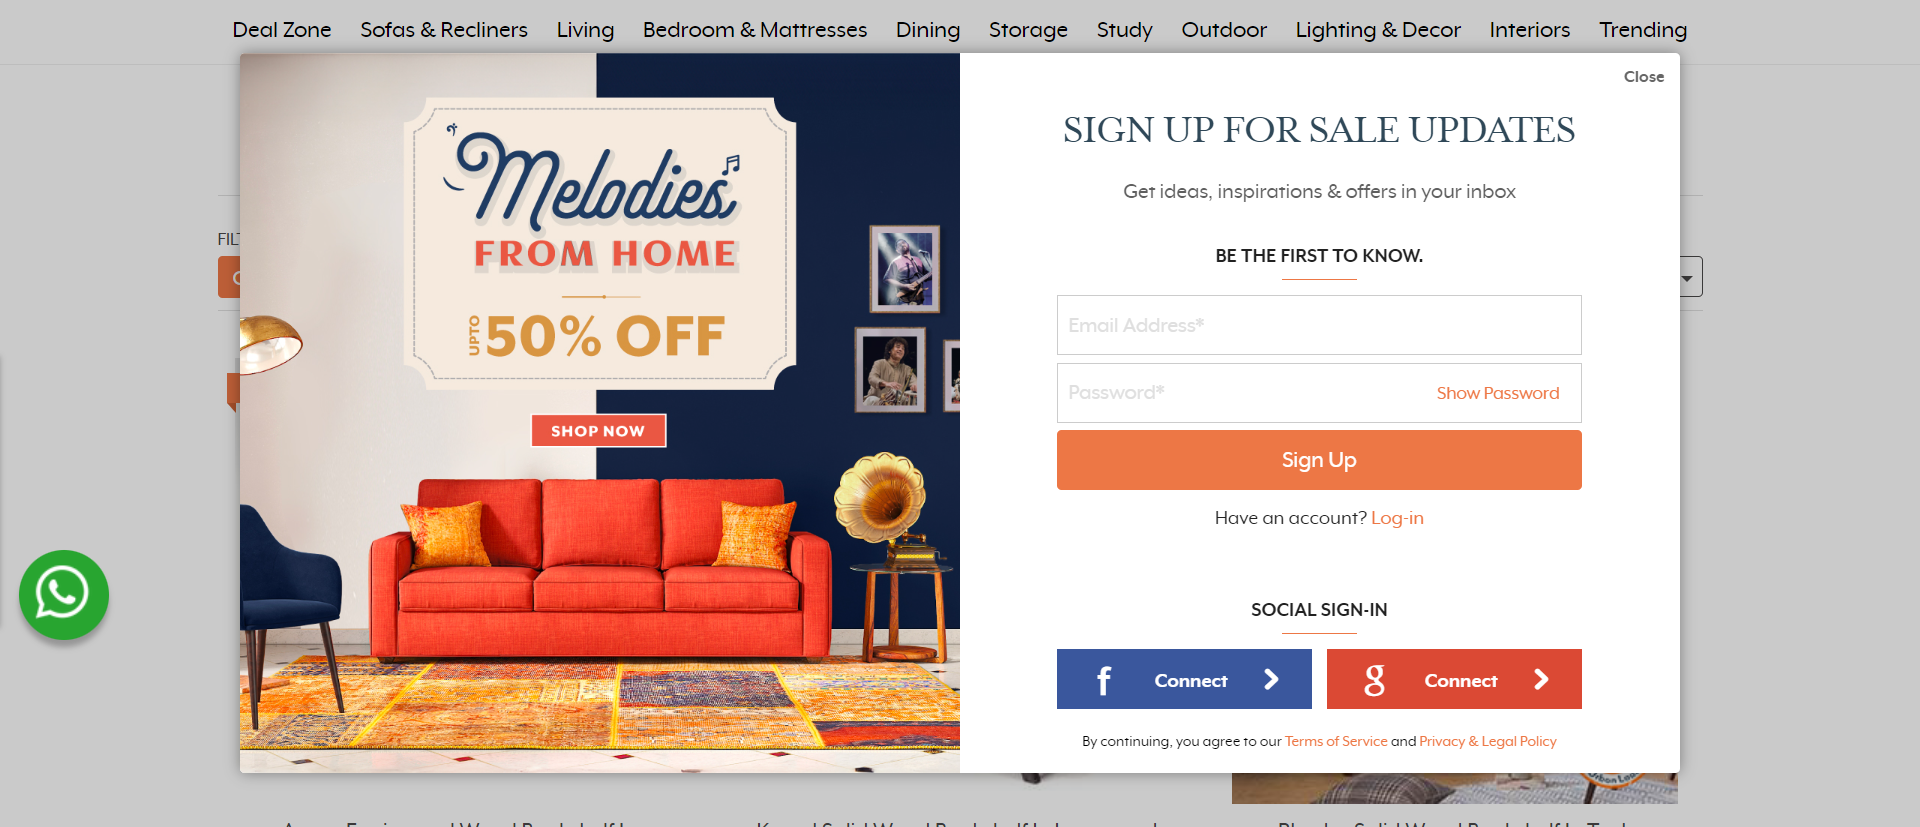 Deal Zone Sofas & Recliners Living Bedroom & Mattresses Dining Storage Study Outdoor Lighting & Decor Interiors Trending
Close
Melodies
FROM HOME
UPTO 50% OFF
SHOP NOW
SIGN UP FOR SALE UPDATES
Get ideas, inspirations & offers in your inbox
BE THE FIRST TO KNOW.
Email Address*
Password* Show Password
Sign Up
Have an account? Log-in
SOCIAL SIGN-IN
f Connect
g Connect
By continuing, you agree to our Terms of Service and Privacy & Legal Policy